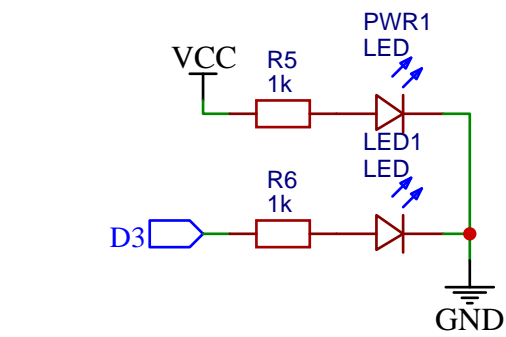 PWR1
LED
VCC
R5
1k
LED1
LED
R6
1k
D3
GND